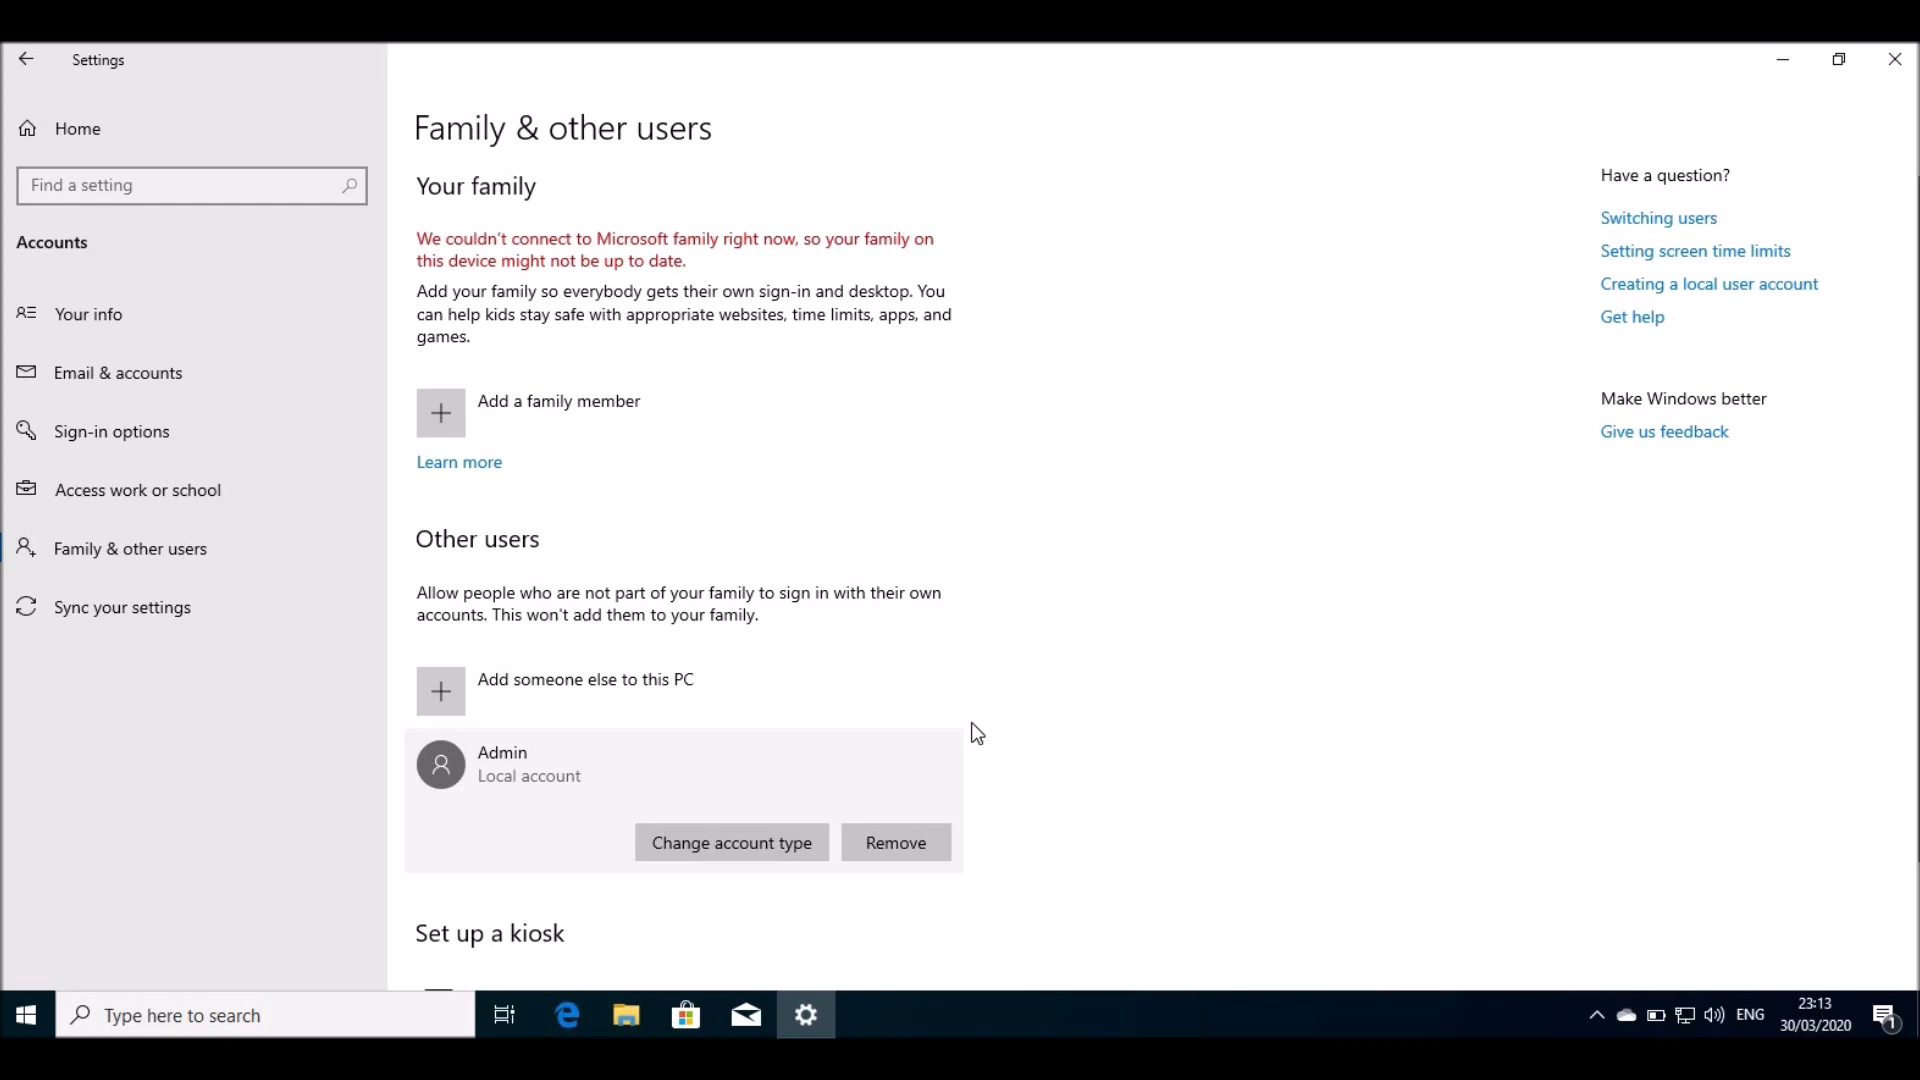 Settings
Home
Find a setting
Accounts
Your info
Email & accounts
Sign-in options
Access work or school
Family & other users
Sync your settings
Family & other users
Your family
We couldn't connect to Microsoft family right now, so your family on
this device might not be up to date.
Add your family so everybody gets their own sign-in and desktop. You
can help kids stay safe with appropriate websites, time limits, apps, and
games.
Add a family member
Learn more
Other users
Allow people who are not part of your family to sign in with their own
accounts. This won't add them to your family.
Add someone else to this PC
Admin
Local account
Change account type
Remove
Set up a kiosk
Have a question?
Switching users
Setting screen time limits
Creating a local user account
Get help
Make Windows better
Give us feedback
Type here to search
ENG
23:13
30/03/2020
1